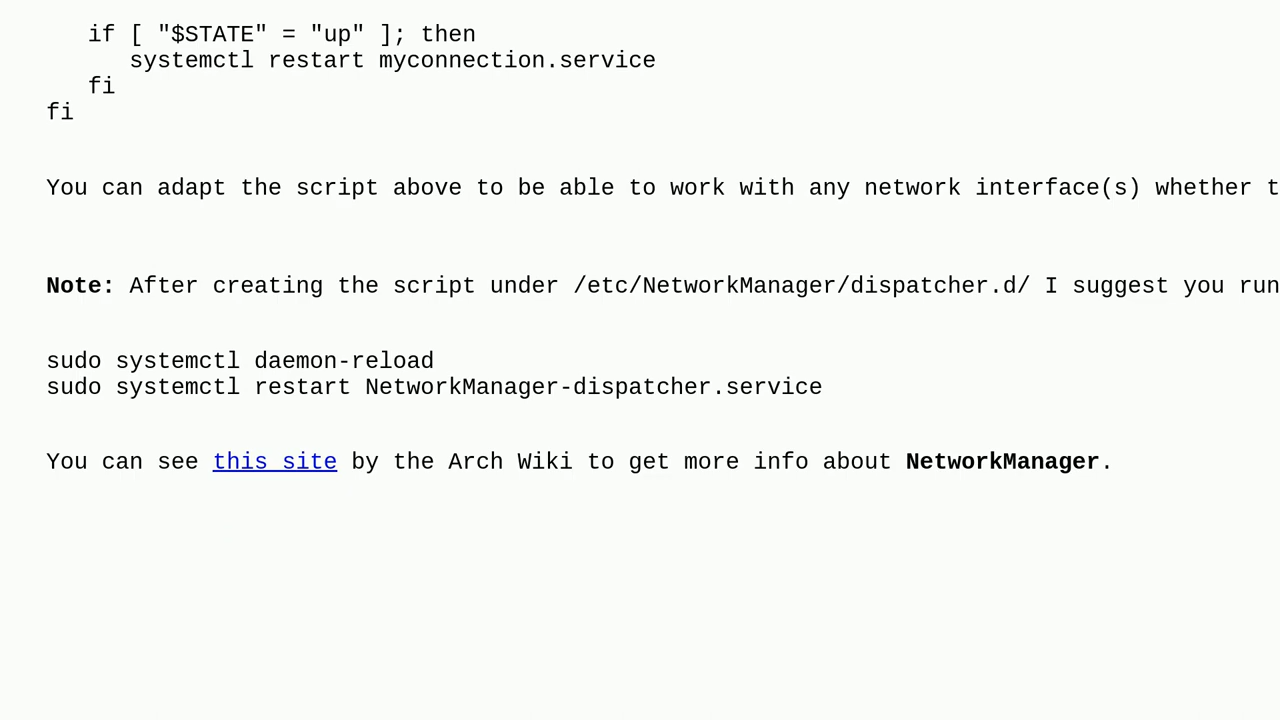 if [ "$STATE" = "up" ]; then
systemctl restart myconnection.service
fi
fi
You can adapt the script above to be able to work with any network interface(s) whether
Note: After creating the script under /etc/NetworkManager/dispatcher.d/ I suggest you run
sudo systemctl daemon-reload
sudo systemctl restart NetworkManager-dispatcher.service
You can see this site by the Arch Wiki to get more info about NetworkManager.